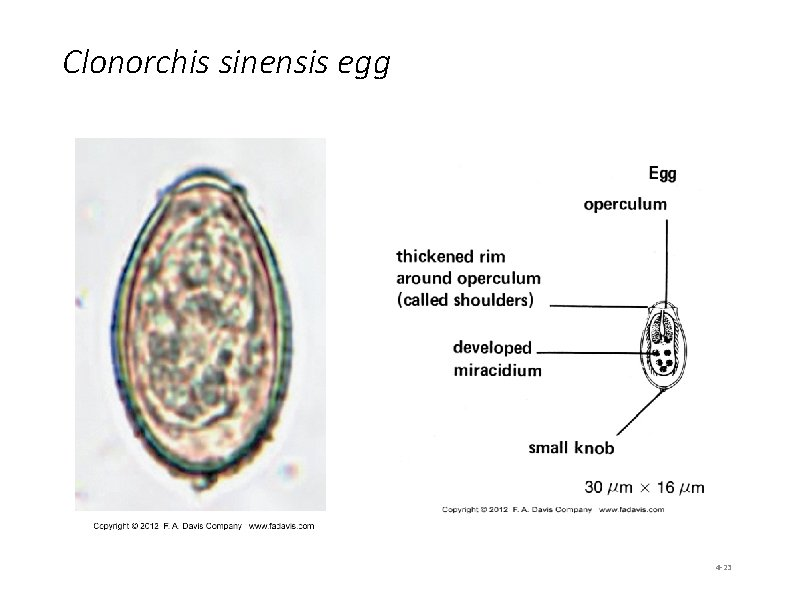 Clonorchis sinensis egg
Egg
operculum
thickened rim
around operculum
(called shoulders)
developed
miracidium
small knob
30 µm × 16 µm
Copyright © 2012 F. A. Davis Company www.fadavis.com
Copyright © 2012 F. A. Davis Company www.fadavis.com
4-23